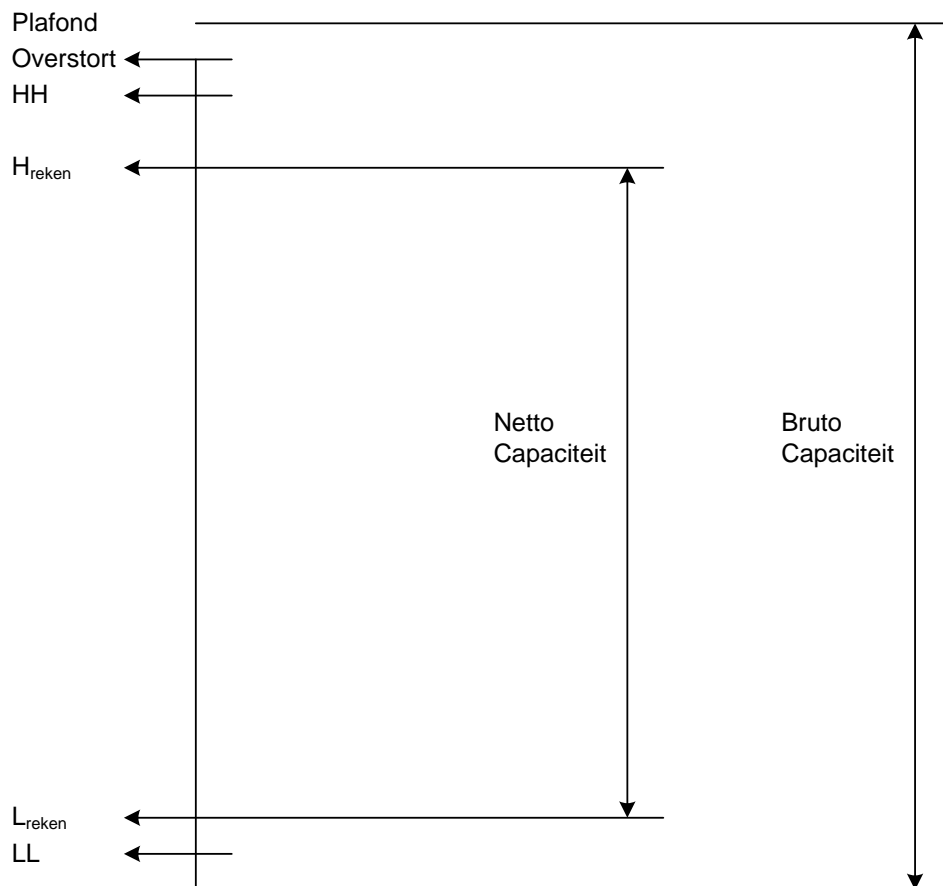 Plafond
Overstort
HH
Hreken
Netto
Capaciteit
Bruto
Capaciteit
Lreken
LL